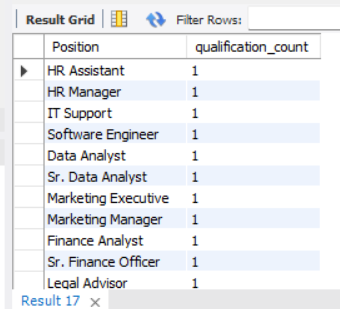 Result Grid Filter Rows:
Position qualification_count
HR Assistant 1
HR Manager 1
IT Support 1
Software Engineer 1
Data Analyst 1
Sr. Data Analyst 1
Marketing Executive 1
Marketing Manager 1
Finance Analyst 1
Sr. Finance Officer 1
Legal Advisor 1
Result 17